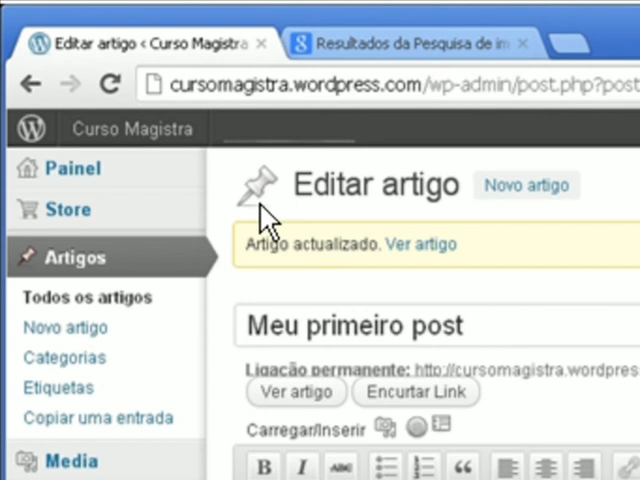 Editar artigo ‹ Curso Magistra
Resultados da Pesquisa de im
cursomagistra.wordpress.com/wp-admin/post.php?post
Curso Magistra
Painel
Editar artigo
Novo artigo
Store
Artigo actualizado. Ver artigo
Artigos
Todos os artigos
Novo artigo
Meu primeiro post
Categorias
Ligação permanente: http://cursomagistra.wordpres
Etiquetas
Ver artigo
Encurtar Link
Copiar uma entrada
Carregar/Inserir
Media
B I ABC